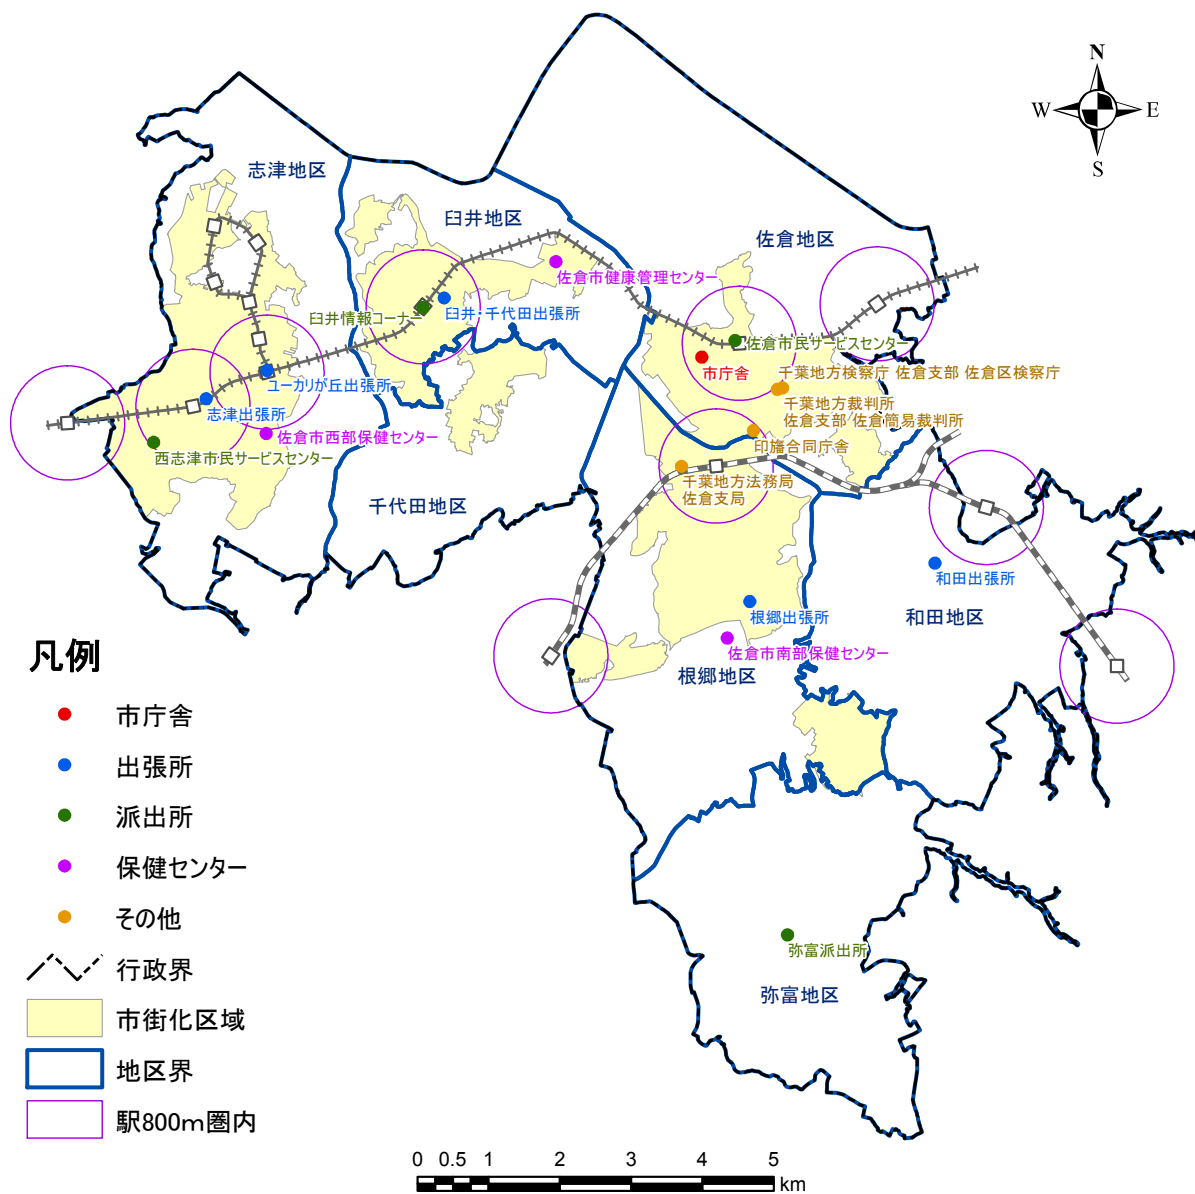 N
W
E
S
志津地区
臼井地区
佐倉地区
佐倉市健康管理センター
臼井・千代田出張所
臼井情報コーナー
佐倉市民サービスセンター
市庁舎
千葉地方検察庁 佐倉支部 佐倉区検察庁
ユーカリが丘出張所
千葉地方裁判所
佐倉支部 佐倉簡易裁判所
志津出張所
佐倉市西部保健センター
印旛合同庁舎
西志津市民サービスセンター
千葉地方法務局
佐倉支局
千代田地区
和田出張所
根郷出張所
和田地区
佐倉市南部保健センター
根郷地区
弥富派出所
弥富地区
凡例
市庁舎
出張所
派出所
保健センター
その他
行政界
市街化区域
地区界
駅800m圏内
0 0.5 1 2 3 4 5
km